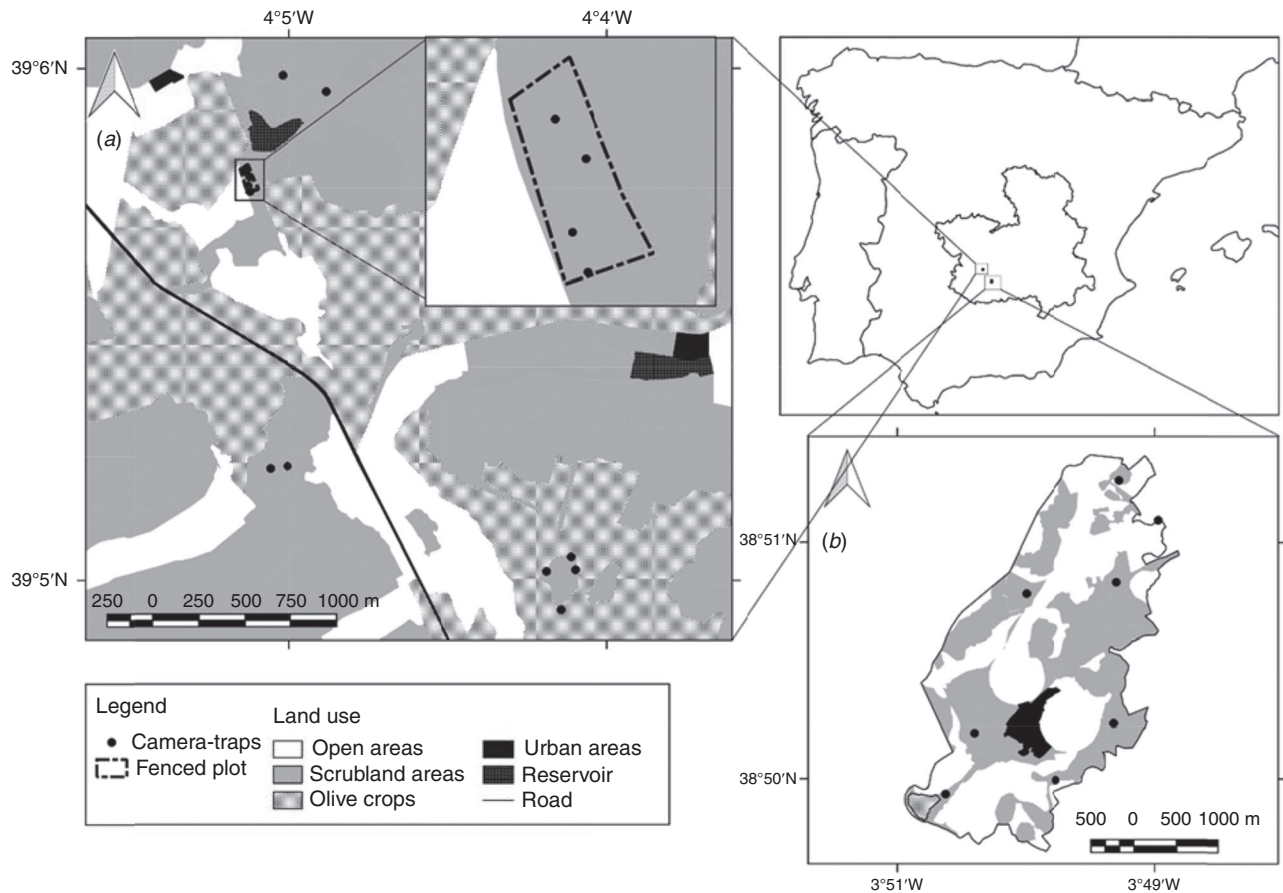 4°5′W
4°4′W
39°6′N
(a)
39°5′N
250 0 250 500 750 1000 m
Legend
Camera-traps
Fenced plot
Land use
Open areas
Scrubland areas
Olive crops
Urban areas
Reservoir
Road
38°51′N
(b)
38°50′N
500 0 500 1000 m
3°51′W
3°49′W